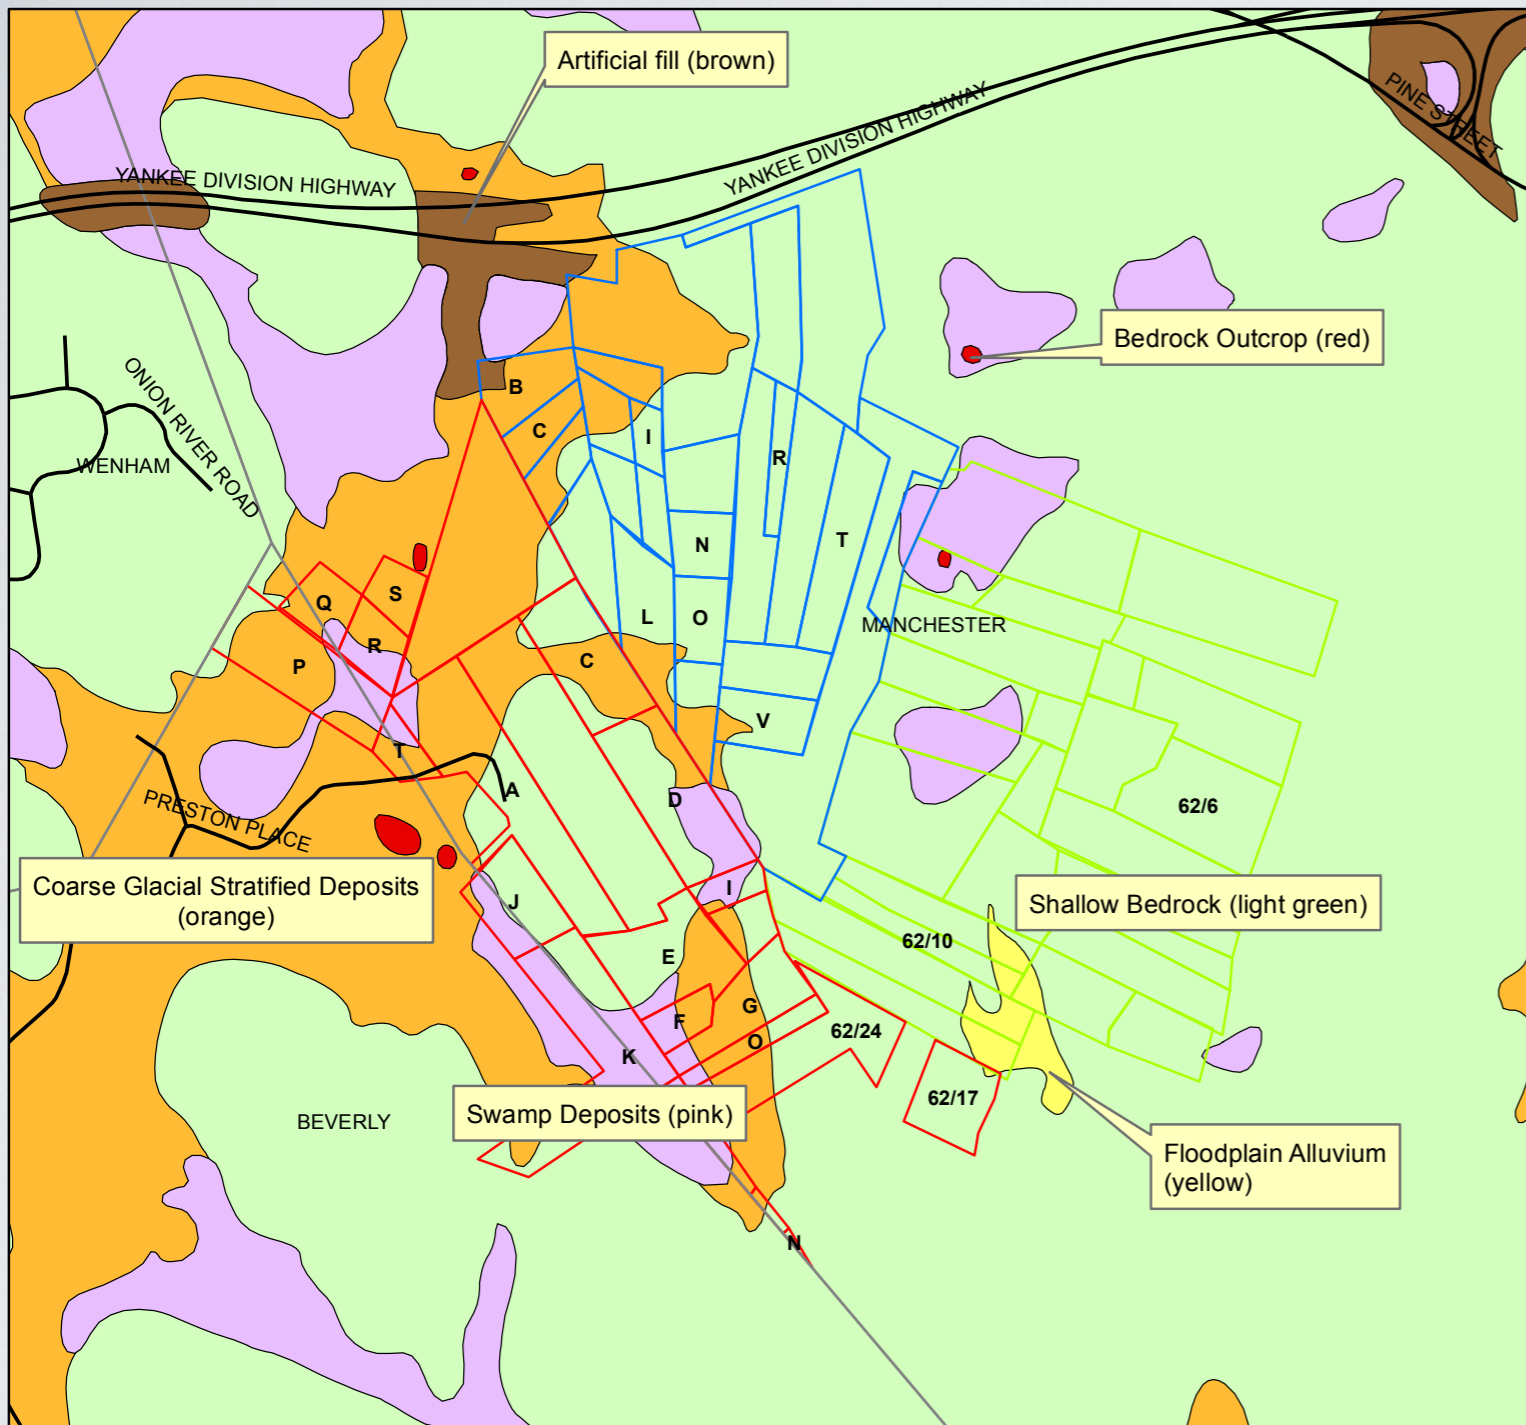 Artificial fill (brown)
PINE STREET
YANKEE DIVISION HIGHWAY
YANKEE DIVISION HIGHWAY
Bedrock Outcrop (red)
ONION RIVER ROAD
B
C
I
WENHAM
R
N
T
Q
S
L
O
MANCHESTER
R
P
C
V
T
A
D
62/6
PRESTON PLACE
Coarse Glacial Stratified Deposits
(orange)
I
J
Shallow Bedrock (light green)
62/10
E
G
F
62/24
O
K
62/17
Swamp Deposits (pink)
BEVERLY
Floodplain Alluvium
(yellow)
N